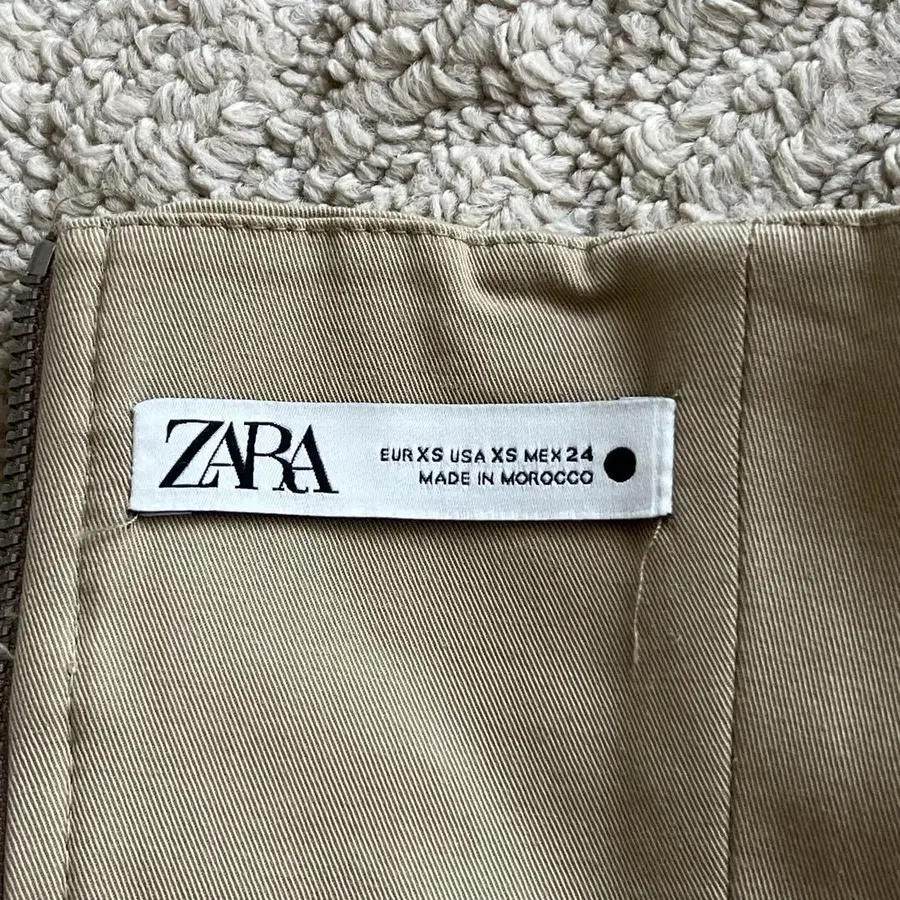 ZARA
EUR XS USA XS MEX 24
MADE IN MOROCCO